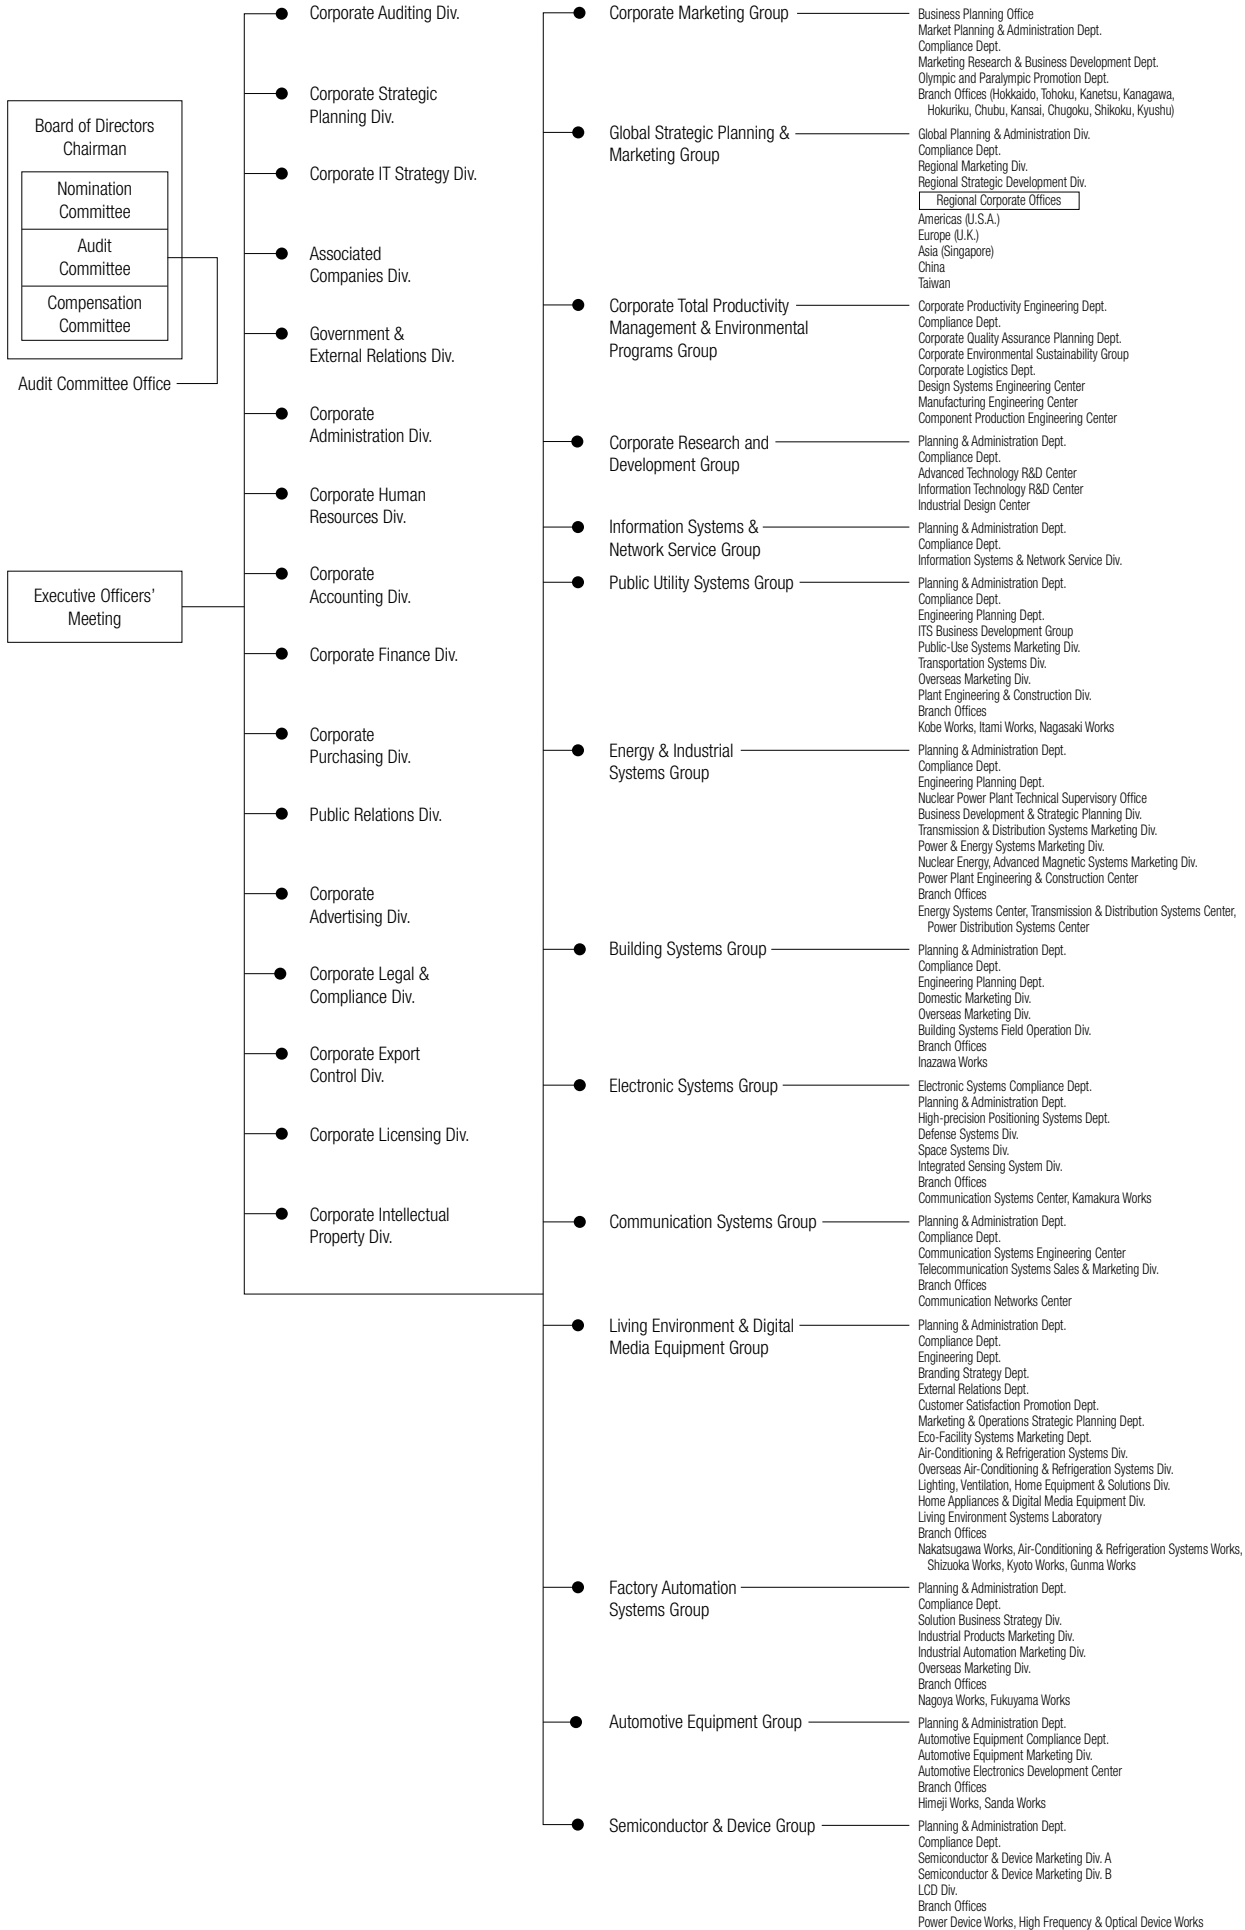 Board of Directors
Chairman
Nomination
Committee
Audit
Committee
Compensation
Committee
Audit Committee Office
Executive Officers'
Meeting
Corporate Auditing Div.
Corporate Strategic
Planning Div.
Corporate IT Strategy Div.
Associated
Companies Div.
Government &
External Relations Div.
Corporate
Administration Div.
Corporate Human
Resources Div.
Corporate
Accounting Div.
Corporate Finance Div.
Corporate
Purchasing Div.
Public Relations Div.
Corporate
Advertising Div.
Corporate Legal &
Compliance Div.
Corporate Export
Control Div.
Corporate Licensing Div.
Corporate Intellectual
Property Div.
Corporate Marketing Group
Business Planning Office
Market Planning & Administration Dept.
Compliance Dept.
Marketing Research & Business Development Dept.
Olympic and Paralympic Promotion Dept.
Branch Offices (Hokkaido, Tohoku, Kanetsu, Kanagawa,
Hokuriku, Chubu, Kansai, Chugoku, Shikoku, Kyushu)
Global Strategic Planning &
Marketing Group
Global Planning & Administration Div.
Compliance Dept.
Regional Marketing Div.
Regional Strategic Development Div.
Regional Corporate Offices
Americas (U.S.A.)
Europe (U.K.)
Asia (Singapore)
China
Taiwan
Corporate Total Productivity
Management & Environmental
Programs Group
Corporate Productivity Engineering Dept.
Compliance Dept.
Corporate Quality Assurance Planning Dept.
Corporate Environmental Sustainability Group
Corporate Logistics Dept.
Design Systems Engineering Center
Manufacturing Engineering Center
Component Production Engineering Center
Corporate Research and
Development Group
Planning & Administration Dept.
Compliance Dept.
Advanced Technology R&D Center
Information Technology R&D Center
Industrial Design Center
Information Systems &
Network Service Group
Planning & Administration Dept.
Compliance Dept.
Information Systems & Network Service Div.
Public Utility Systems Group
Planning & Administration Dept.
Compliance Dept.
Engineering Planning Dept.
ITS Business Development Group
Public-Use Systems Marketing Div.
Transportation Systems Div.
Overseas Marketing Div.
Plant Engineering & Construction Div.
Branch Offices
Kobe Works, Itami Works, Nagasaki Works
Energy & Industrial
Systems Group
Planning & Administration Dept.
Compliance Dept.
Engineering Planning Dept.
Nuclear Power Plant Technical Supervisory Office
Business Development & Strategic Planning Div.
Transmission & Distribution Systems Marketing Div.
Power & Energy Systems Marketing Div.
Nuclear Energy, Advanced Magnetic Systems Marketing Div.
Power Plant Engineering & Construction Center
Branch Offices
Energy Systems Center, Transmission & Distribution Systems Center,
Power Distribution Systems Center
Building Systems Group
Planning & Administration Dept.
Compliance Dept.
Engineering Planning Dept.
Domestic Marketing Div.
Overseas Marketing Div.
Building Systems Field Operation Div.
Branch Offices
Inazawa Works
Electronic Systems Group
Electronic Systems Compliance Dept.
Planning & Administration Dept.
High-precision Positioning Systems Dept.
Defense Systems Div.
Space Systems Div.
Integrated Sensing System Div.
Branch Offices
Communication Systems Center, Kamakura Works
Communication Systems Group
Planning & Administration Dept.
Compliance Dept.
Communication Systems Engineering Center
Telecommunication Systems Sales & Marketing Div.
Branch Offices
Communication Networks Center
Living Environment & Digital
Media Equipment Group
Planning & Administration Dept.
Compliance Dept.
Engineering Dept.
Branding Strategy Dept.
External Relations Dept.
Customer Satisfaction Promotion Dept.
Marketing & Operations Strategic Planning Dept.
Eco-Facility Systems Marketing Dept.
Air-Conditioning & Refrigeration Systems Div.
Overseas Air-Conditioning & Refrigeration Systems Div.
Lighting, Ventilation, Home Equipment & Solutions Div.
Home Appliances & Digital Media Equipment Div.
Living Environment Systems Laboratory
Branch Offices
Nakatsugawa Works, Air-Conditioning & Refrigeration Systems Works,
Shizuoka Works, Kyoto Works, Gunma Works
Factory Automation
Systems Group
Planning & Administration Dept.
Compliance Dept.
Solution Business Strategy Div.
Industrial Products Marketing Div.
Industrial Automation Marketing Div.
Overseas Marketing Div.
Branch Offices
Nagoya Works, Fukuyama Works
Automotive Equipment Group
Planning & Administration Dept.
Automotive Equipment Compliance Dept.
Automotive Equipment Marketing Div.
Automotive Electronics Development Center
Branch Offices
Himeji Works, Sanda Works
Semiconductor & Device Group
Planning & Administration Dept.
Compliance Dept.
Semiconductor & Device Marketing Div. A
Semiconductor & Device Marketing Div. B
LCD Div.
Branch Offices
Power Device Works, High Frequency & Optical Device Works